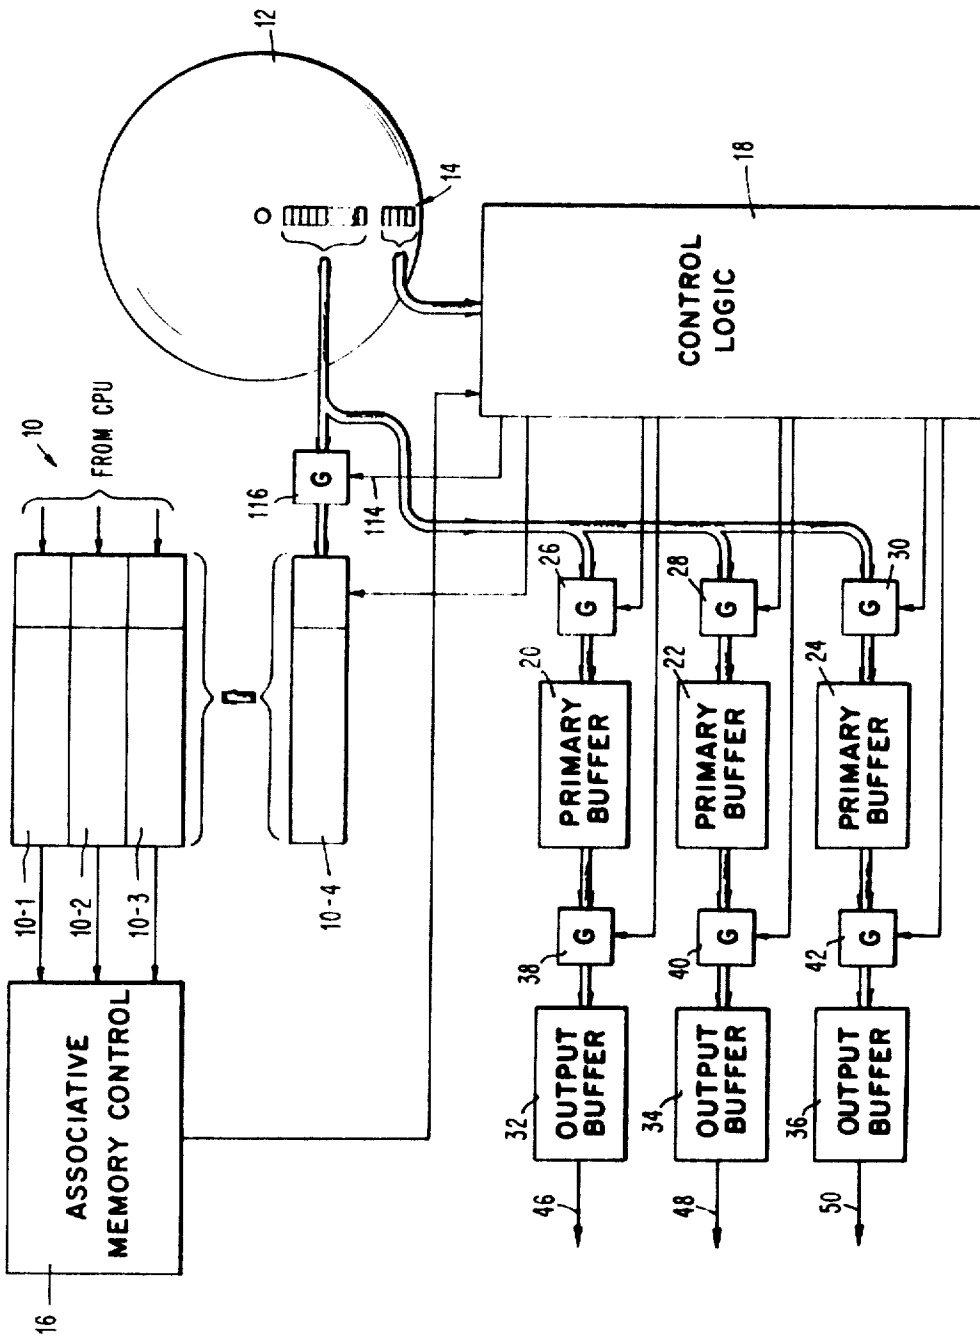 12
14
10
FROM CPU
116
G
114
10-1
10-2
10-3
10-4
ASSOCIATIVE
MEMORY CONTROL
16
CONTROL
LOGIC
18
26
G
28
G
30
G
20
PRIMARY
BUFFER
22
PRIMARY
BUFFER
24
PRIMARY
BUFFER
38
G
40
G
42
G
32
OUTPUT
BUFFER
34
OUTPUT
BUFFER
36
OUTPUT
BUFFER
46
48
50